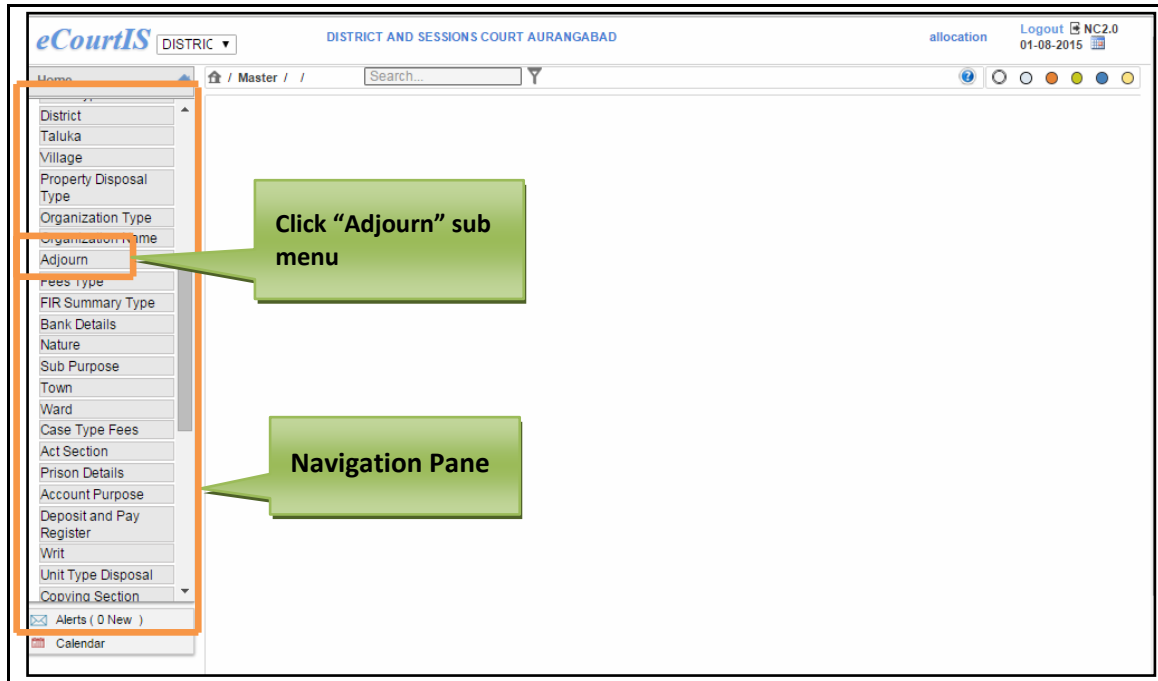 eCourtIS DISTRIC DISTRICT AND SESSIONS COURT AURANGABAD allocation Logout NC2.0
01-08-2015
Home / Master / / Search...
District
Taluka
Village
Property Disposal
Type
Organization Type
Organization Name
Adjourn
Fees Type
FIR Summary Type
Bank Details
Nature
Sub Purpose
Town
Ward
Case Type Fees
Act Section
Prison Details
Account Purpose
Deposit and Pay
Register
Writ
Unit Type Disposal
Copying Section
Alerts ( 0 New )
Calendar
Click “Adjourn” sub
menu
Navigation Pane